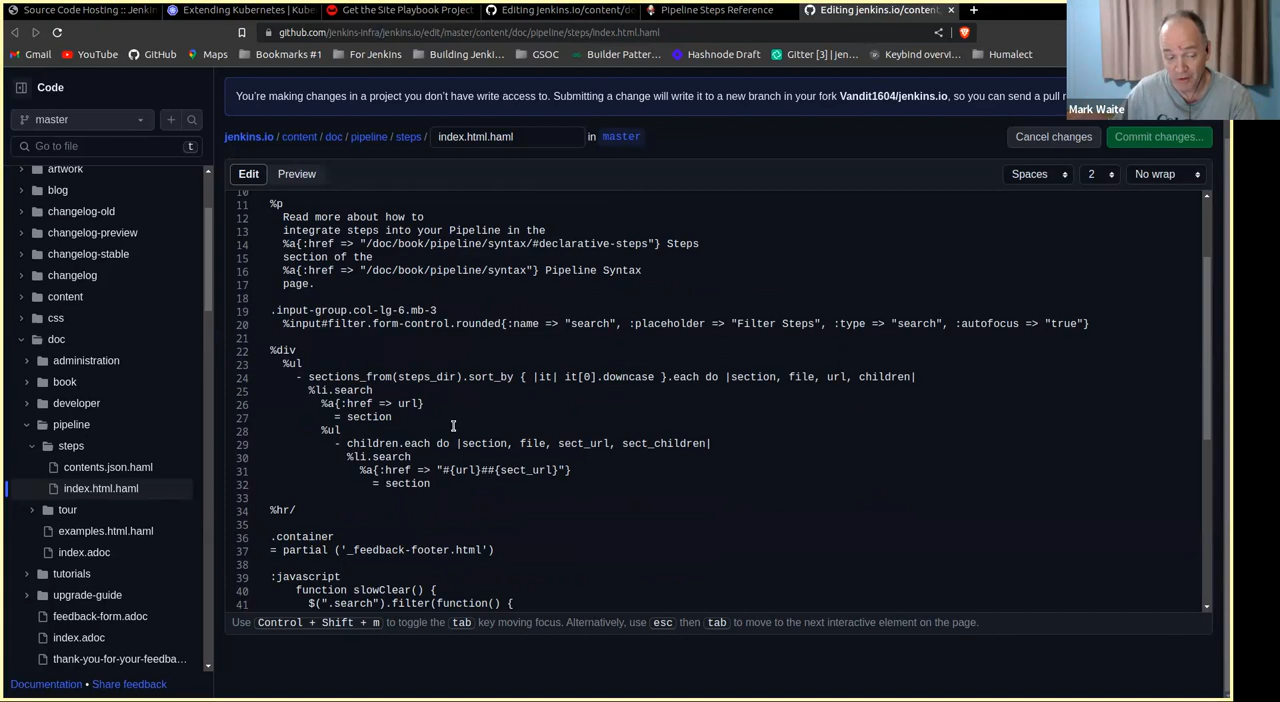 Source Code Hosting :: Jenkin
Extending Kubernetes | Kube
Get the Site Playbook Project
Editing jenkins.io/content/do
Pipeline Steps Reference
Editing jenkins.io/content,
github.com/jenkins-infra/jenkins.io/edit/master/content/doc/pipeline/steps/index.html.haml
Gmail
YouTube
GitHub
Maps
Bookmarks #1
For Jenkins
Building Jenki...
GSOC
Builder Patter...
Hashnode Draft
Gitter [3] | jen...
Keybind overvi...
Humalect
Mark Waite
Code
You're making changes in a project you don't have write access to. Submitting a change will write it to a new branch in your fork Vandit1604/jenkins.io, so you can send a pull
master
jenkins.io / content / doc / pipeline / steps / index.html.haml in master
Cancel changes
Commit changes...
Go to file
t
Edit
Preview
Spaces
2
No wrap
artwork
blog
changelog-old
changelog-preview
changelog-stable
changelog
content
css
doc
administration
book
developer
pipeline
steps
contents.json.haml
index.html.haml
tour
examples.html.haml
index.adoc
tutorials
upgrade-guide
feedback-form.adoc
index.adoc
thank-you-for-your-feedba...
Documentation • Share feedback
10
11 %p
12 Read more about how to
13 integrate steps into your Pipeline in the
14 %a{:href => "/doc/book/pipeline/syntax/#declarative-steps"} Steps
15 section of the
16 %a{:href => "/doc/book/pipeline/syntax"} Pipeline Syntax
17 page.
18
19 .input-group.col-lg-6.mb-3
20 %input#filter.form-control.rounded{:name => "search", :placeholder => "Filter Steps", :type => "search", :autofocus => "true"}
21
22 %div
23 %ul
24 - sections_from(steps_dir).sort_by { |it| it[0].downcase }.each do |section, file, url, children|
25 %li.search
26 %a{:href => url}
27 = section
28 %ul
29 - children.each do |section, file, sect_url, sect_children|
30 %li.search
31 %a{:href => "#{url}##{sect_url}"}
32 = section
33
34 %hr/
35
36 .container
37 = partial ('_feedback-footer.html')
38
39 :javascript
40 function slowClear() {
41 $(".search").filter(function() {
Use Control + Shift + m to toggle the tab key moving focus. Alternatively, use esc then tab to move to the next interactive element on the page.